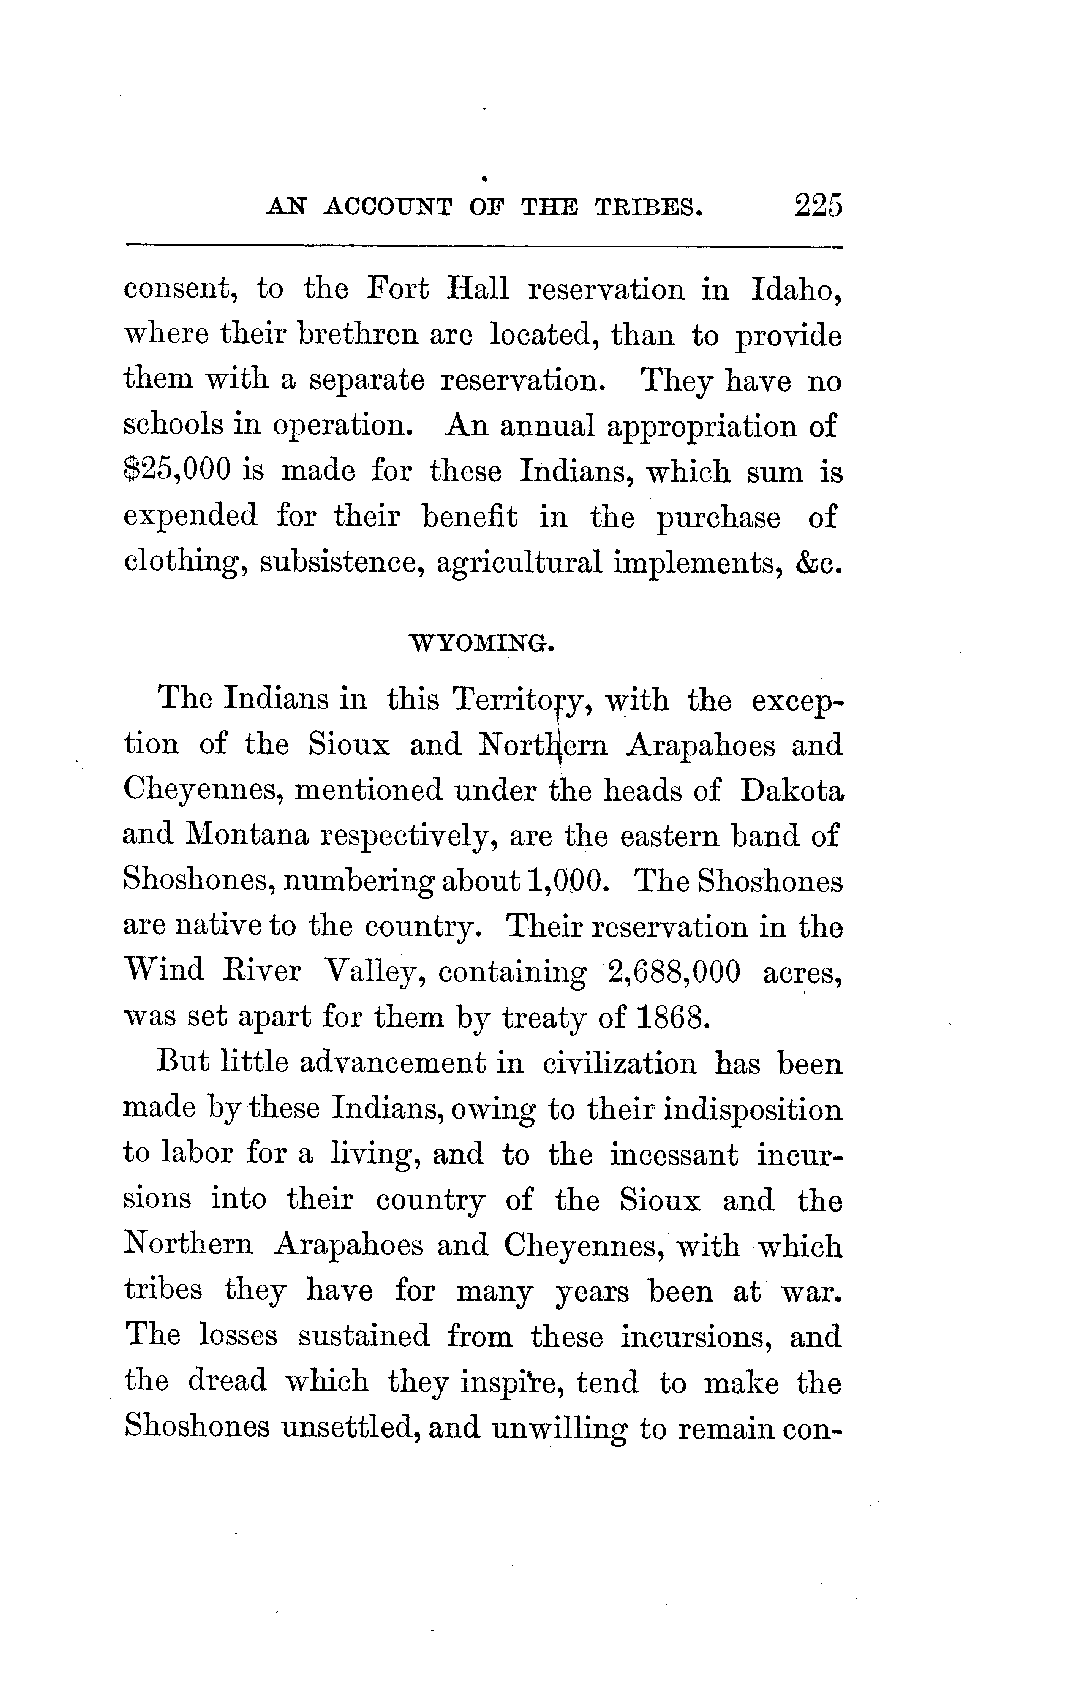 AN ACCOUNT OF THE TRIBES. 225
consent, to the Fort Hall reservation in Idaho,
where their brethren are located, than to provide
them with a separate reservation. They have no
schools in operation. An annual appropriation of
$25,000 is made for these Indians, which sum is
expended for their benefit in the purchase of
clothing, subsistence, agricultural implements, &c.
WYOMING.
The Indians in this Territory, with the excep-
tion of the Sioux and Northern Arapahoes and
Cheyennes, mentioned under the heads of Dakota
and Montana respectively, are the eastern band of
Shoshones, numbering about 1,000. The Shoshones
are native to the country. Their reservation in the
Wind River Valley, containing 2,688,000 acres,
was set apart for them by treaty of 1868.
But little advancement in civilization has been
made by these Indians, owing to their indisposition
to labor for a living, and to the incessant incur-
sions into their country of the Sioux and the
Northern Arapahoes and Cheyennes, with which
tribes they have for many years been at war.
The losses sustained from these incursions, and
the dread which they inspire, tend to make the
Shoshones unsettled, and unwilling to remain con-